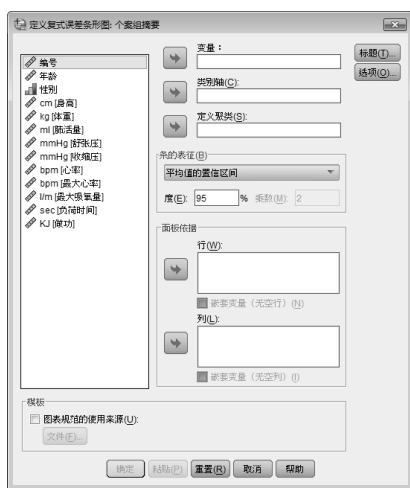 定义复式误差条形图: 个案组摘要
编号
年龄
性别
cm [身高]
kg [体重]
ml [肺活量]
mmHg [舒张压]
mmHg [收缩压]
bpm [心率]
bpm [最大心率]
l/m [最大吸氧量]
sec [负荷时间]
KJ [做功]
变量：
类别轴(C):
定义聚类(S):
标题(T)...
选项(O)...
条的表征(B)
平均值的置信区间
度(E): 95 % 乘数(M): 2
面板依据
行(W):
嵌套变量（无空行）(N)
列(L):
嵌套变量（无空列）(I)
模板
图表规范的使用来源(U):
文件(F)...
确定 粘贴(P) 重置(R) 取消 帮助